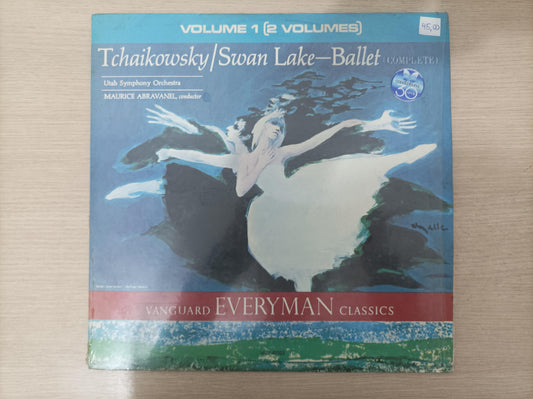 VOLUME 1 (2 VOLUMES)
45,00
Tchaikowsky/Swan Lake—Ballet (COMPLETE)
Utah Symphony Orchestra
MAURICE ABRAVANEL, conductor
VANGUARD EVERYMAN CLASSICS